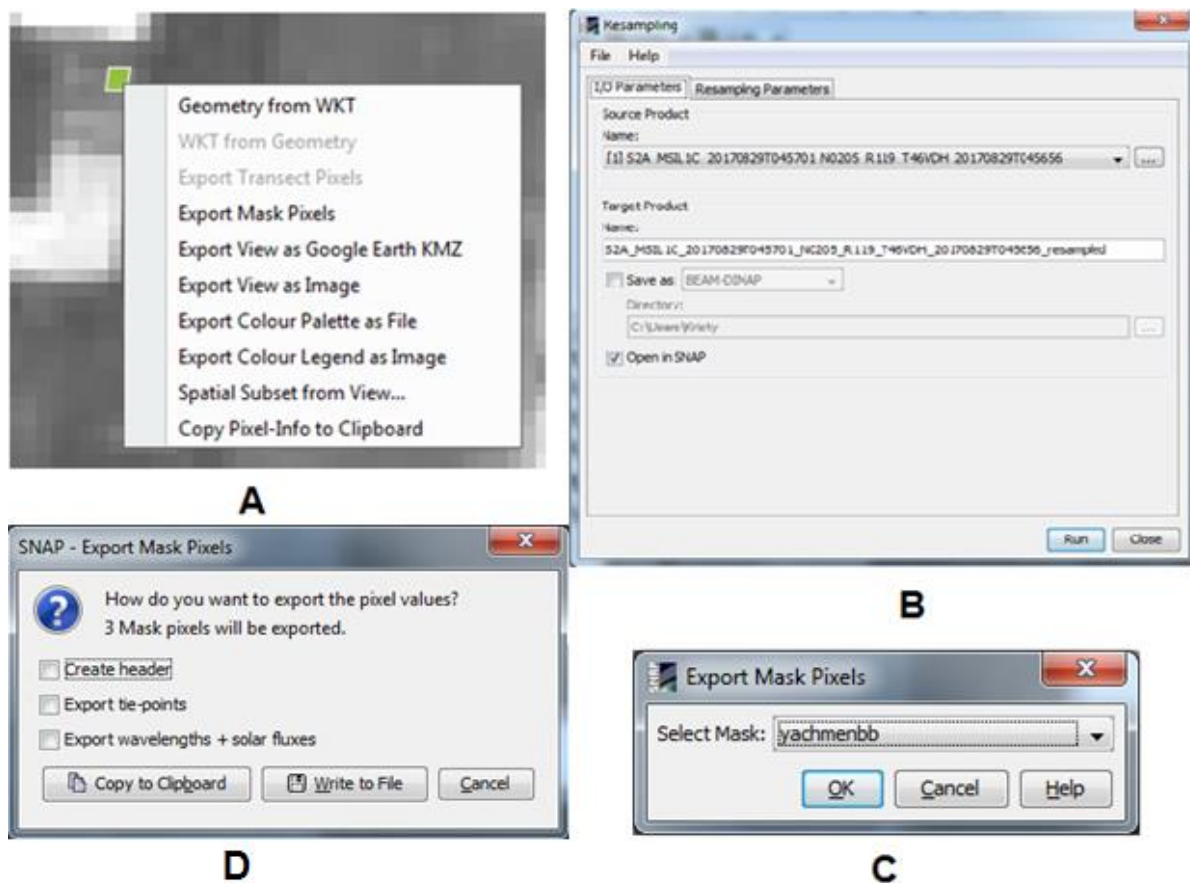 Geometry from WKT
WKT from Geometry
Export Transect Pixels
Export Mask Pixels
Export View as Google Earth KMZ
Export View as Image
Export Colour Palette as File
Export Colour Legend as Image
Spatial Subset from View...
Copy Pixel-Info to Clipboard
A
Resampling
File Help
I/O Parameters Resampling Parameters
Source Product
Name:
[1] S2A_MSIL1C_20170829T045701_N0205_R119_T46VDH_20170829T045656
...
Target Product
Name:
S2A_MSIL1C_20170829T045701_N0205_R119_T46VDH_20170829T045656_resampled
Save as: BEAM-DIMAP
Directory:
C:\Users\Kristy
...
Open in SNAP
Run Close
B
SNAP - Export Mask Pixels
How do you want to export the pixel values?
3 Mask pixels will be exported.
Create header
Export tie-points
Export wavelengths + solar fluxes
Copy to Clipboard Write to File Cancel
D
SNAP
Export Mask Pixels
Select Mask: yachmenbb
OK Cancel Help
C